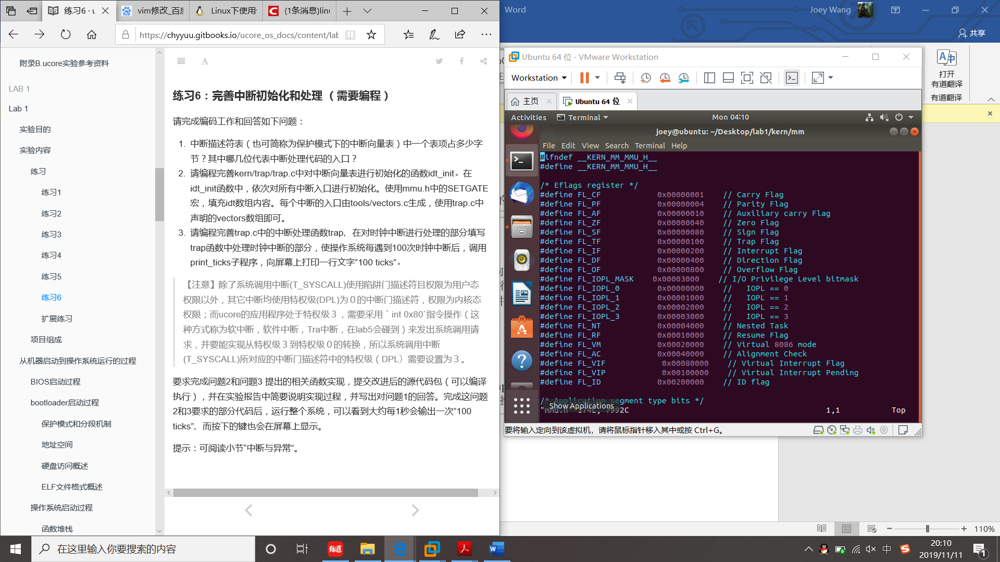 练习6 · u
vim修改_百度
Linux下使用
(1条消息)linu
https://chyyuu.gitbooks.io/ucore_os_docs/content/lab
附录B.ucore实验参考资料
LAB 1
Lab 1
实验目的
实验内容
练习
练习1
练习2
练习3
练习4
练习5
练习6
扩展练习
项目组成
从机器启动到操作系统运行的过程
BIOS启动过程
bootloader启动过程
保护模式和分段机制
地址空间
硬盘访问概述
ELF文件格式概述
操作系统启动过程
函数堆栈
A
练习6：完善中断初始化和处理 （需要编程）
请完成编码工作和回答如下问题：
1. 中断描述符表（也可简称为保护模式下的中断向量表）中一个表项占多少字
节？其中哪几位代表中断处理代码的入口？
2. 请编程完善kern/trap/trap.c中对中断向量表进行初始化的函数idt_init。在
idt_init函数中，依次对所有中断入口进行初始化。使用mmu.h中的SETGATE
宏，填充idt数组内容。每个中断的入口由tools/vectors.c生成，使用trap.c中
声明的vectors数组即可。
3. 请编程完善trap.c中的中断处理函数trap，在对时钟中断进行处理的部分填写
trap函数中处理时钟中断的部分，使操作系统每遇到100次时钟中断后，调用
print_ticks子程序，向屏幕上打印一行文字”100 ticks”。
【注意】除了系统调用中断(T_SYSCALL)使用陷阱门描述符且权限为用户态
权限以外，其它中断均使用特权级(DPL)为０的中断门描述符，权限为内核态
权限；而ucore的应用程序处于特权级３，需要采用｀int 0x80`指令操作（这
种方式称为软中断，软件中断，Tra中断，在lab5会碰到）来发出系统调用请
求，并要能实现从特权级３到特权级０的转换，所以系统调用中断
(T_SYSCALL)所对应的中断门描述符中的特权级（DPL）需要设置为３。
要求完成问题2和问题3 提出的相关函数实现，提交改进后的源代码包（可以编译
执行），并在实验报告中简要说明实现过程，并写出对问题1的回答。完成这问题
2和3要求的部分代码后，运行整个系统，可以看到大约每1秒会输出一次”100
ticks”，而按下的键也会在屏幕上显示。
提示：可阅读小节“中断与异常”。
Word
Joey Wang
共享
打开
有道翻译
有道翻译
Ubuntu 64 位 - VMware Workstation
Workstation
主页
Ubuntu 64 位
Activities
Terminal
Mon 04:10
joey@ubuntu: ~/Desktop/lab1/kern/mm
File Edit View Search Terminal Help
#ifndef __KERN_MM_MMU_H__
#define __KERN_MM_MMU_H__
/* Eflags register */
#define FL_CF 0x00000001 // Carry Flag
#define FL_PF 0x00000004 // Parity Flag
#define FL_AF 0x00000010 // Auxiliary carry Flag
#define FL_ZF 0x00000040 // Zero Flag
#define FL_SF 0x00000080 // Sign Flag
#define FL_TF 0x00000100 // Trap Flag
#define FL_IF 0x00000200 // Interrupt Flag
#define FL_DF 0x00000400 // Direction Flag
#define FL_OF 0x00000800 // Overflow Flag
#define FL_IOPL_MASK 0x00003000 // I/O Privilege Level bitmask
#define FL_IOPL_0 0x00000000 // IOPL == 0
#define FL_IOPL_1 0x00001000 // IOPL == 1
#define FL_IOPL_2 0x00002000 // IOPL == 2
#define FL_IOPL_3 0x00003000 // IOPL == 3
#define FL_NT 0x00004000 // Nested Task
#define FL_RF 0x00010000 // Resume Flag
#define FL_VM 0x00020000 // Virtual 8086 mode
#define FL_AC 0x00040000 // Alignment Check
#define FL_VIF 0x00080000 // Virtual Interrupt Flag
#define FL_VIP 0x00100000 // Virtual Interrupt Pending
#define FL_ID 0x00200000 // ID flag
/* Application segment type bits */
Show Applications
"mmu.h" 174L, 7992C 1,1 Top
要将输入定向到该虚拟机，请将鼠标指针移入其中或按 Ctrl+G。
110%
在这里输入你要搜索的内容
有道
中
20:10
2019/11/11
1